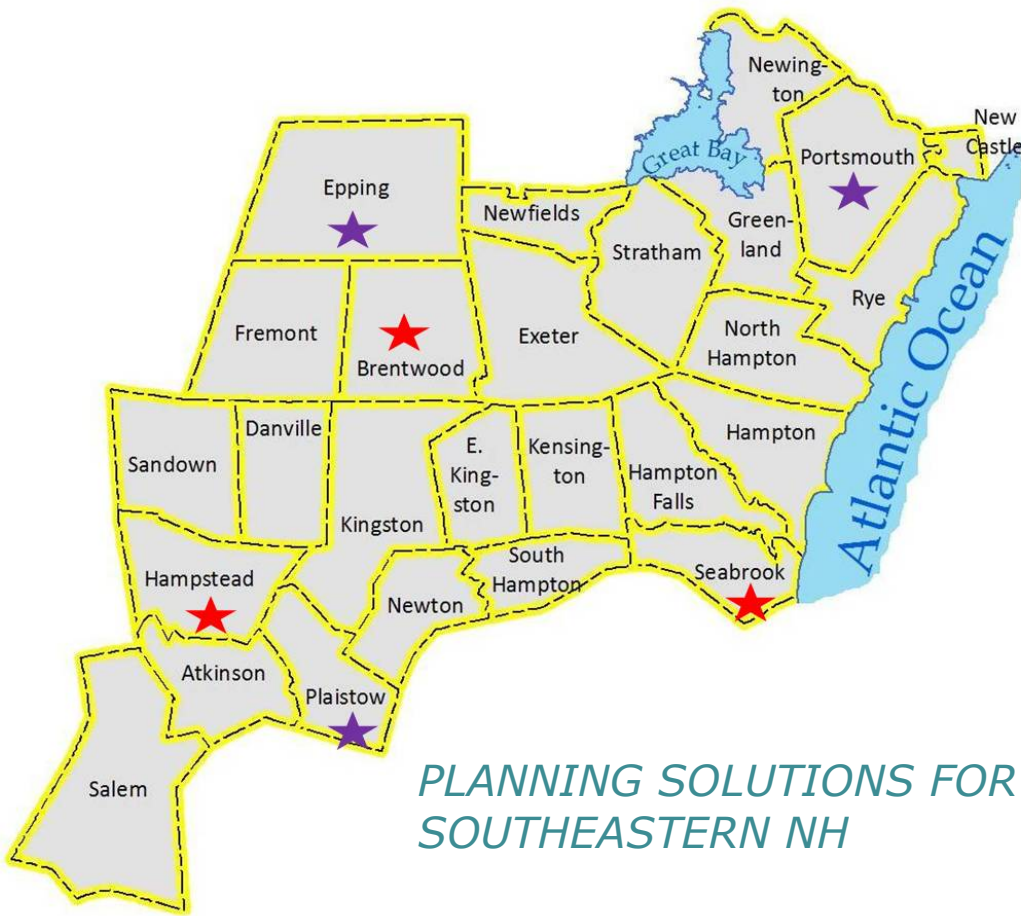 Newing-
ton
New
Castle
Great Bay
Portsmouth
Epping
Newfields
Green-
land
Stratham
Rye
Atlantic Ocean
Fremont
Brentwood
Exeter
North
Hampton
Danville
Sandown
E.
King-
ston
Kensing-
ton
Hampton
Hampton
Falls
Kingston
South
Hampton
Seabrook
Hampstead
Newton
Atkinson
Plaistow
Salem
PLANNING SOLUTIONS FOR
SOUTHEASTERN NH